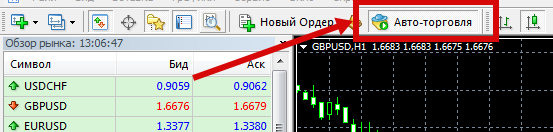 Новый Ордер
Авто-торговля
Обзор рынка: 13:06:47
Символ Бид Аск
USDCHF 0.9059 0.9062
GBPUSD 1.6676 1.6679
EURUSD 1.3377 1.3380
GBPUSD,H1 1.6683 1.6683 1.6675 1.6676